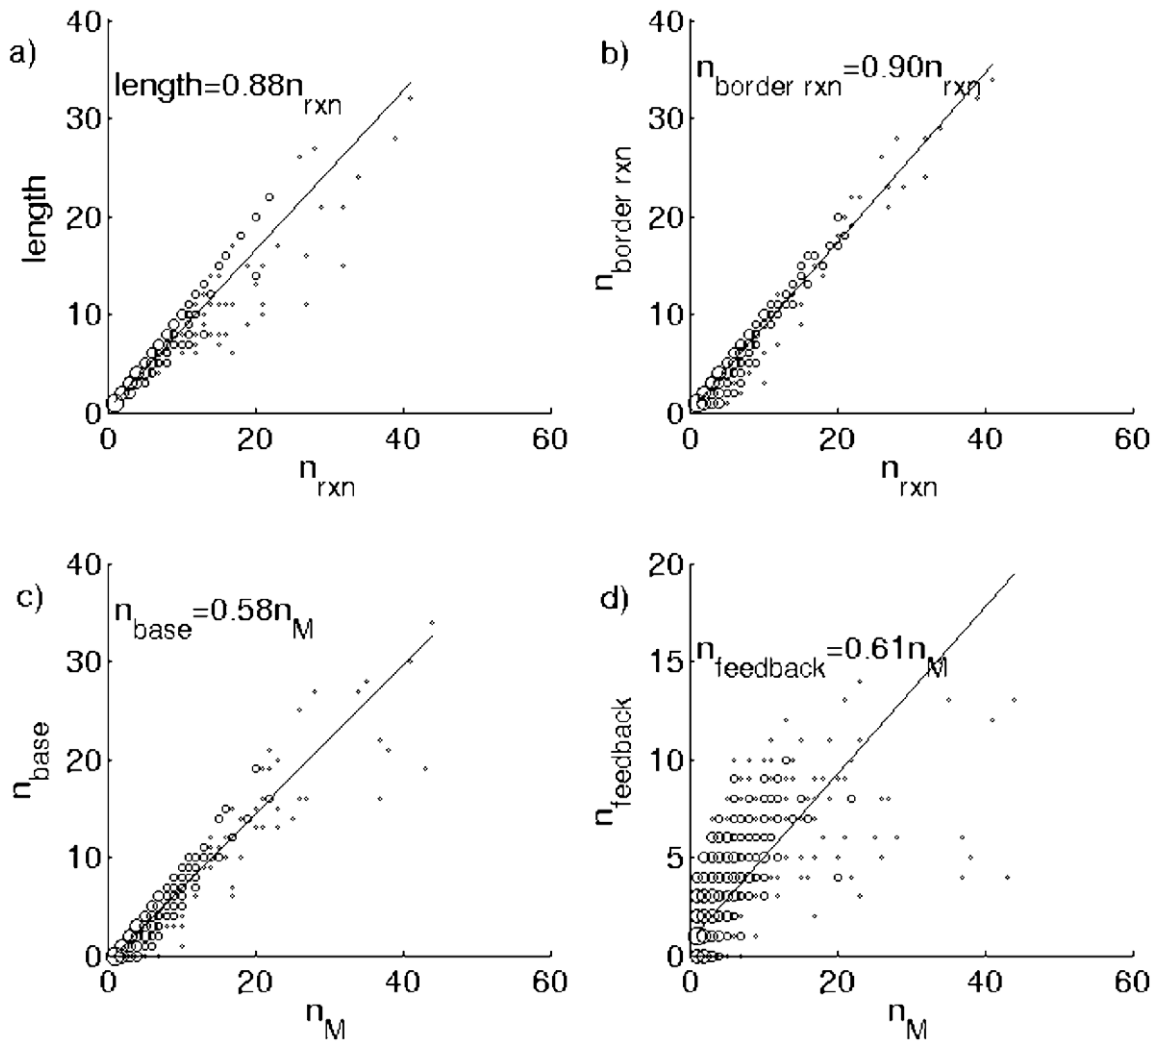 a)
40
30
20
10
0
length=0.88n_rxn
length
0 20 40 60
n_rxn
b)
40
30
20
10
0
n_border rxn=0.90n_rxn
n_border rxn
0 20 40 60
n_rxn
c)
40
30
20
10
0
n_base=0.58n_M
n_base
0 20 40 60
n_M
d)
20
15
10
5
0
n_feedback=0.61n_M
n_feedback
0 20 40 60
n_M